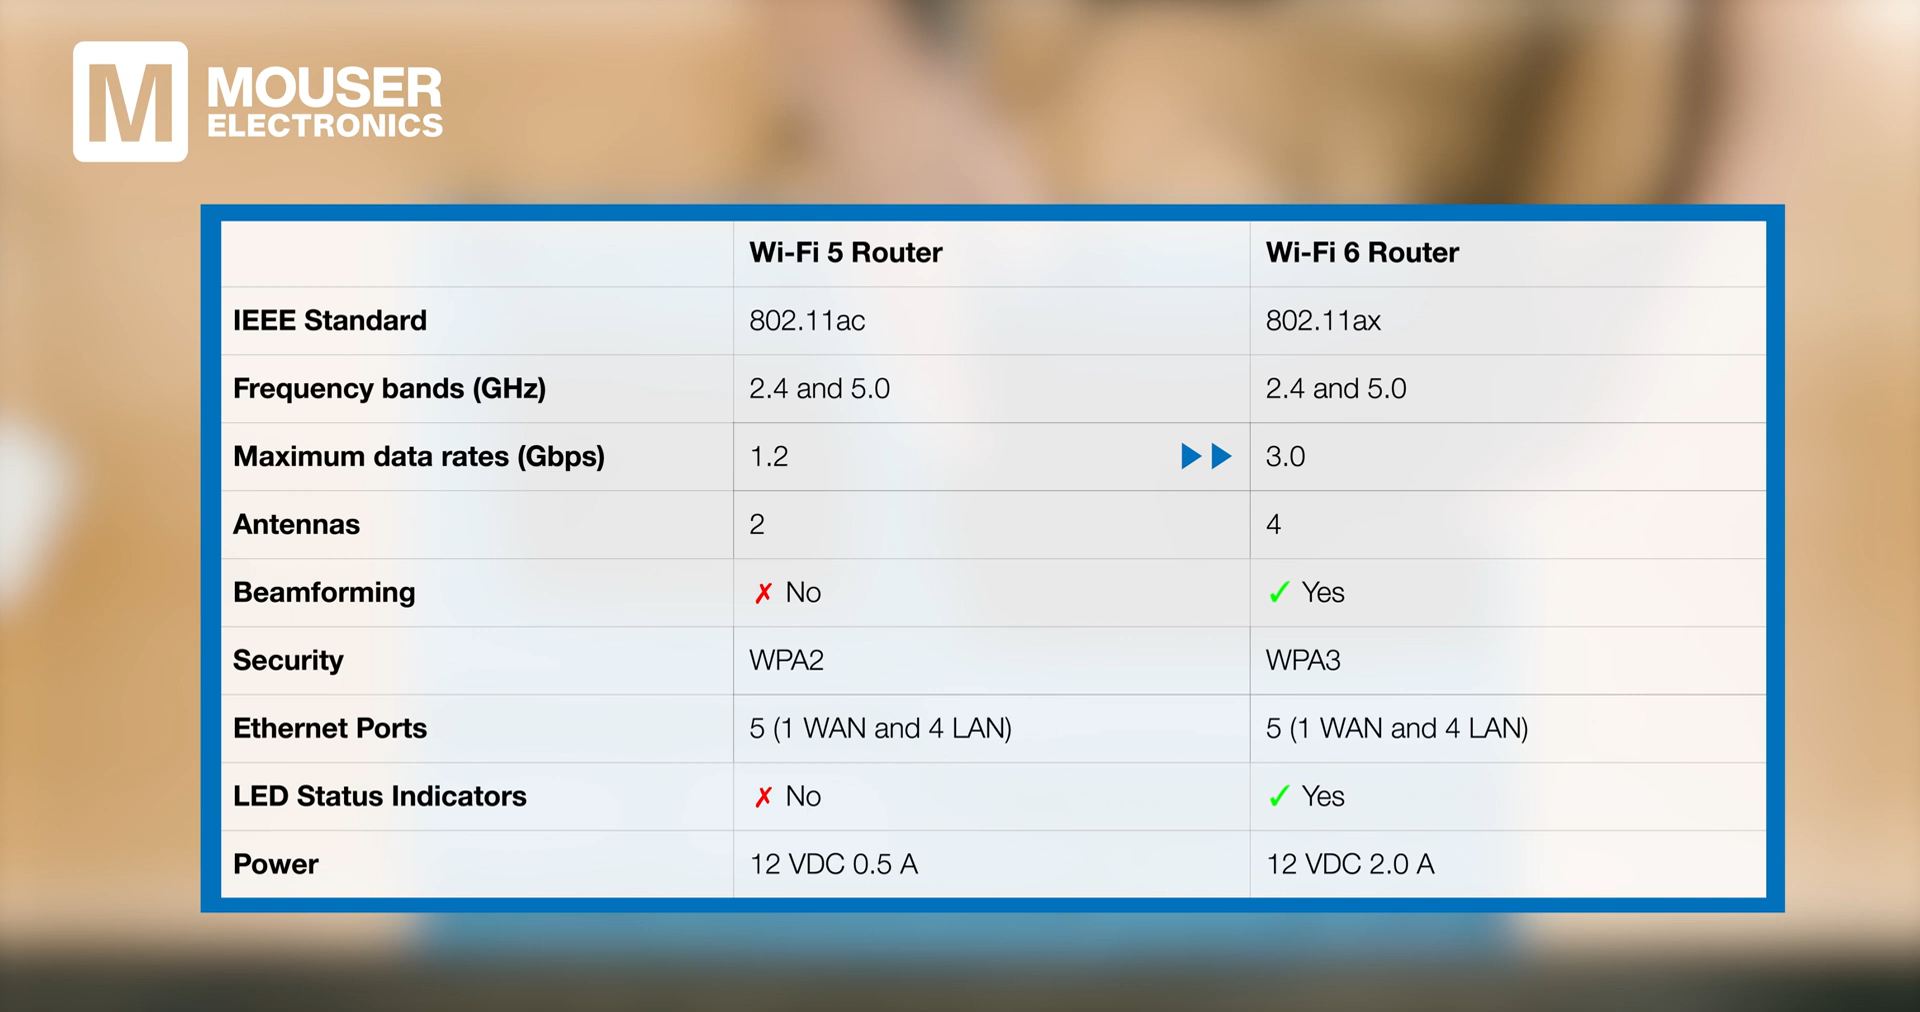 MOUSER
ELECTRONICS
Wi-Fi 5 Router Wi-Fi 6 Router
IEEE Standard 802.11ac 802.11ax
Frequency bands (GHz) 2.4 and 5.0 2.4 and 5.0
Maximum data rates (Gbps) 1.2 3.0
Antennas 2 4
Beamforming ✗ No ✓ Yes
Security WPA2 WPA3
Ethernet Ports 5 (1 WAN and 4 LAN) 5 (1 WAN and 4 LAN)
LED Status Indicators ✗ No ✓ Yes
Power 12 VDC 0.5 A 12 VDC 2.0 A